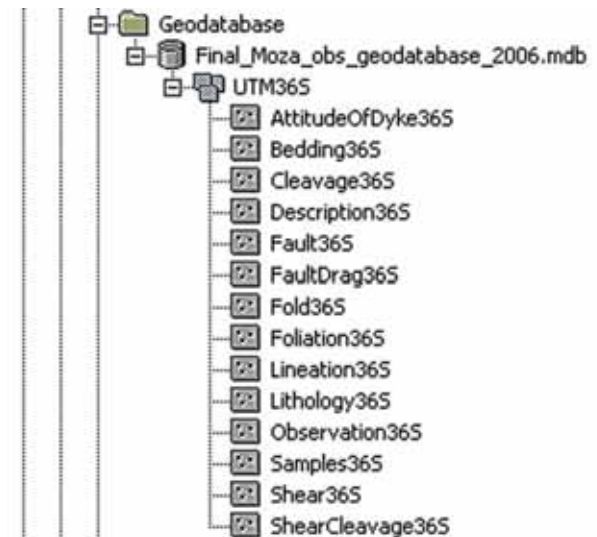 Geodatabase
Final_Moza_obs_geodatabase_2006.mdb
UTM36S
AttitudeOfDyke36S
Bedding36S
Cleavage36S
Description36S
Fault36S
FaultDrag36S
Fold36S
Foliation36S
Lineation36S
Lithology36S
Observation36S
Samples36S
Shear36S
ShearCleavage36S